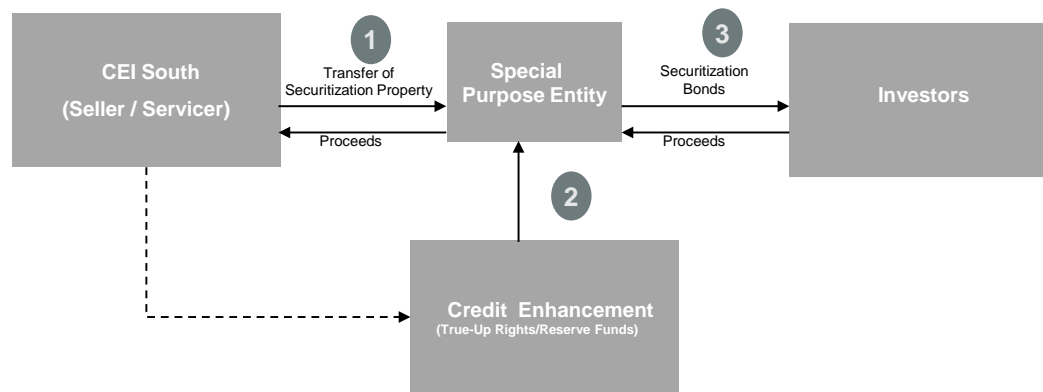 1
3
CEI South
(Seller / Servicer)
Transfer of
Securitization Property
Proceeds
Special
Purpose Entity
Securitization
Bonds
Proceeds
Investors
2
Credit Enhancement
(True-Up Rights/Reserve Funds)